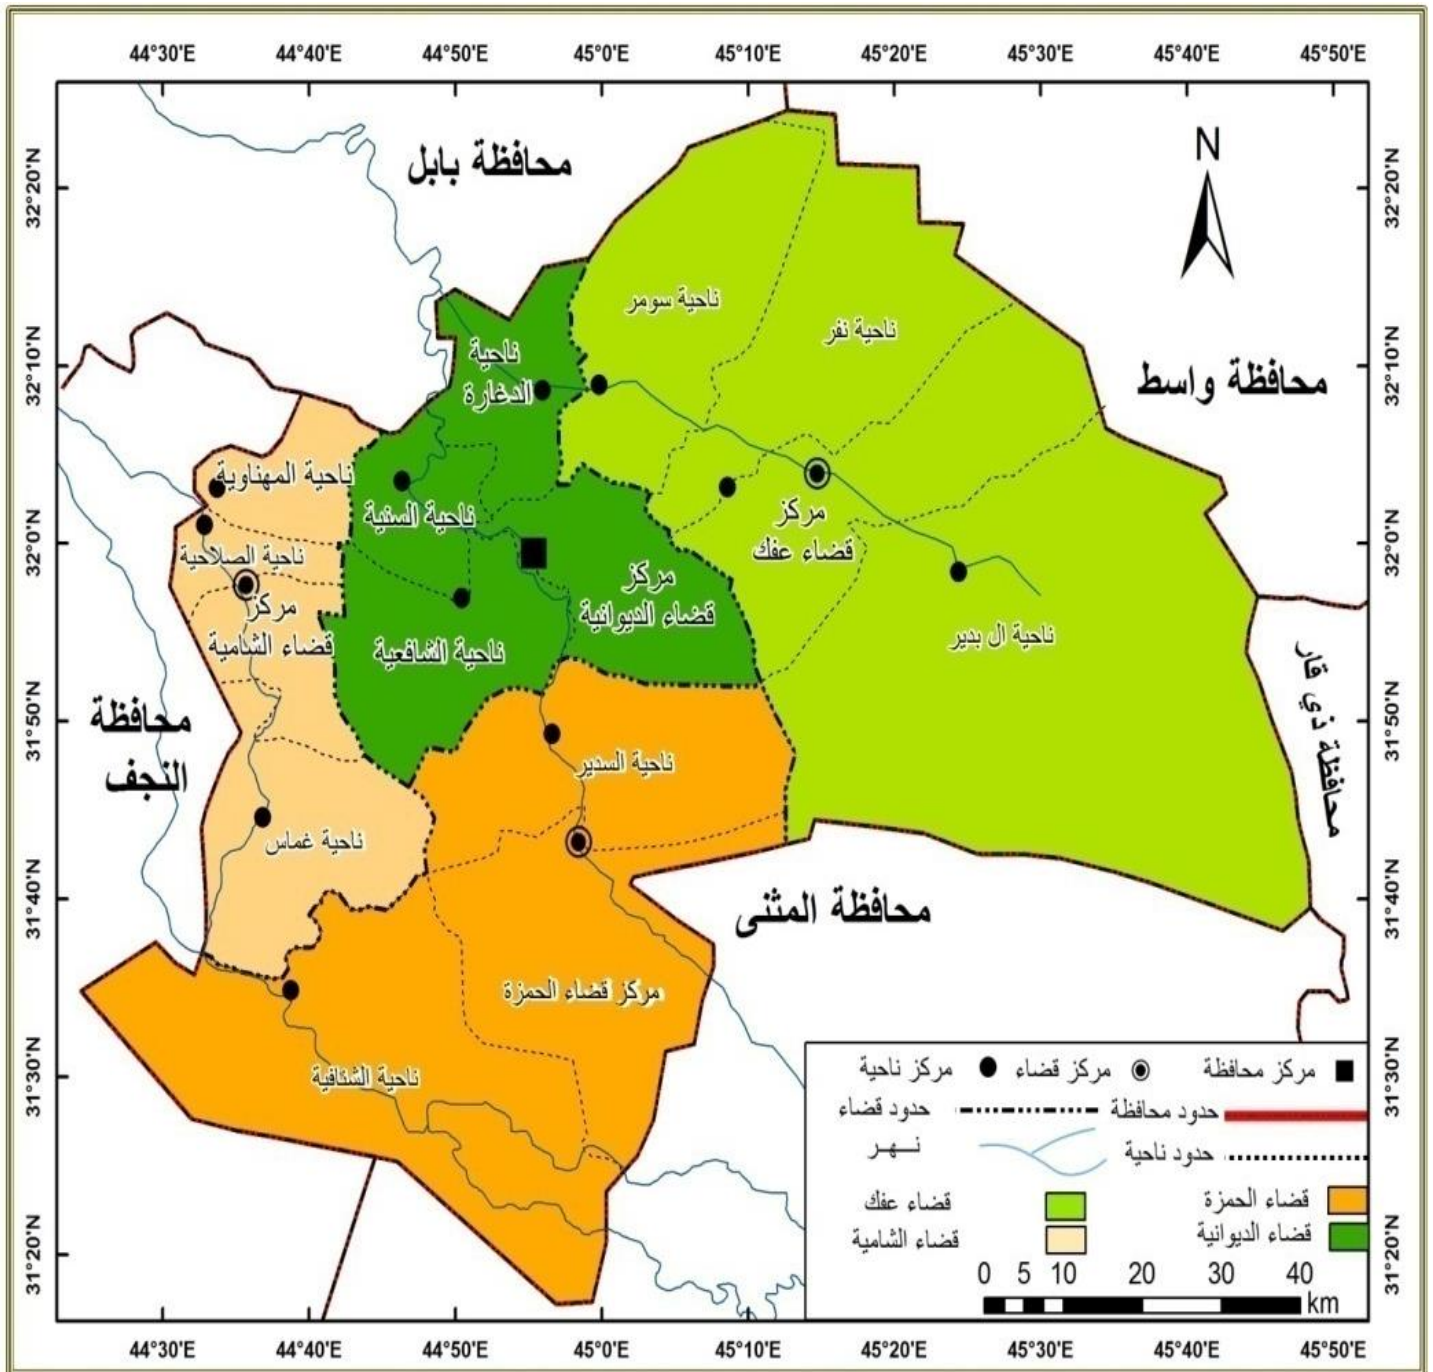 44°30'E 44°40'E 44°50'E 45°0'E 45°10'E 45°20'E 45°30'E 45°40'E 45°50'E
32°20'N
32°20'N
N
محافظة بابل
ناحية سومر
ناحية نفر
32°10'N
32°10'N
ناحية
الدغارة
محافظة واسط
ناحية المهناوية
ناحية السنية
مركز
قضاء عفك
32°0'N
32°0'N
ناحية الصلاحية
مركز
قضاء الشامية
مركز
قضاء الديوانية
ناحية الشافعية
ناحية ال بدير
محافظة ذي قار
31°50'N
31°50'N
محافظة
النجف
ناحية السدير
ناحية غماس
31°40'N
31°40'N
محافظة المثنى
مركز قضاء الحمزة
31°30'N
31°30'N
ناحية الشنافية
مركز محافظة مركز قضاء مركز ناحية
حدود محافظة حدود قضاء
حدود ناحية نـــهـــر
قضاء الحمزة قضاء عفك
قضاء الديوانية قضاء الشامية
31°20'N
31°20'N
0 5 10 20 30 40
km
44°30'E 44°40'E 44°50'E 45°0'E 45°10'E 45°20'E 45°30'E 45°40'E 45°50'E